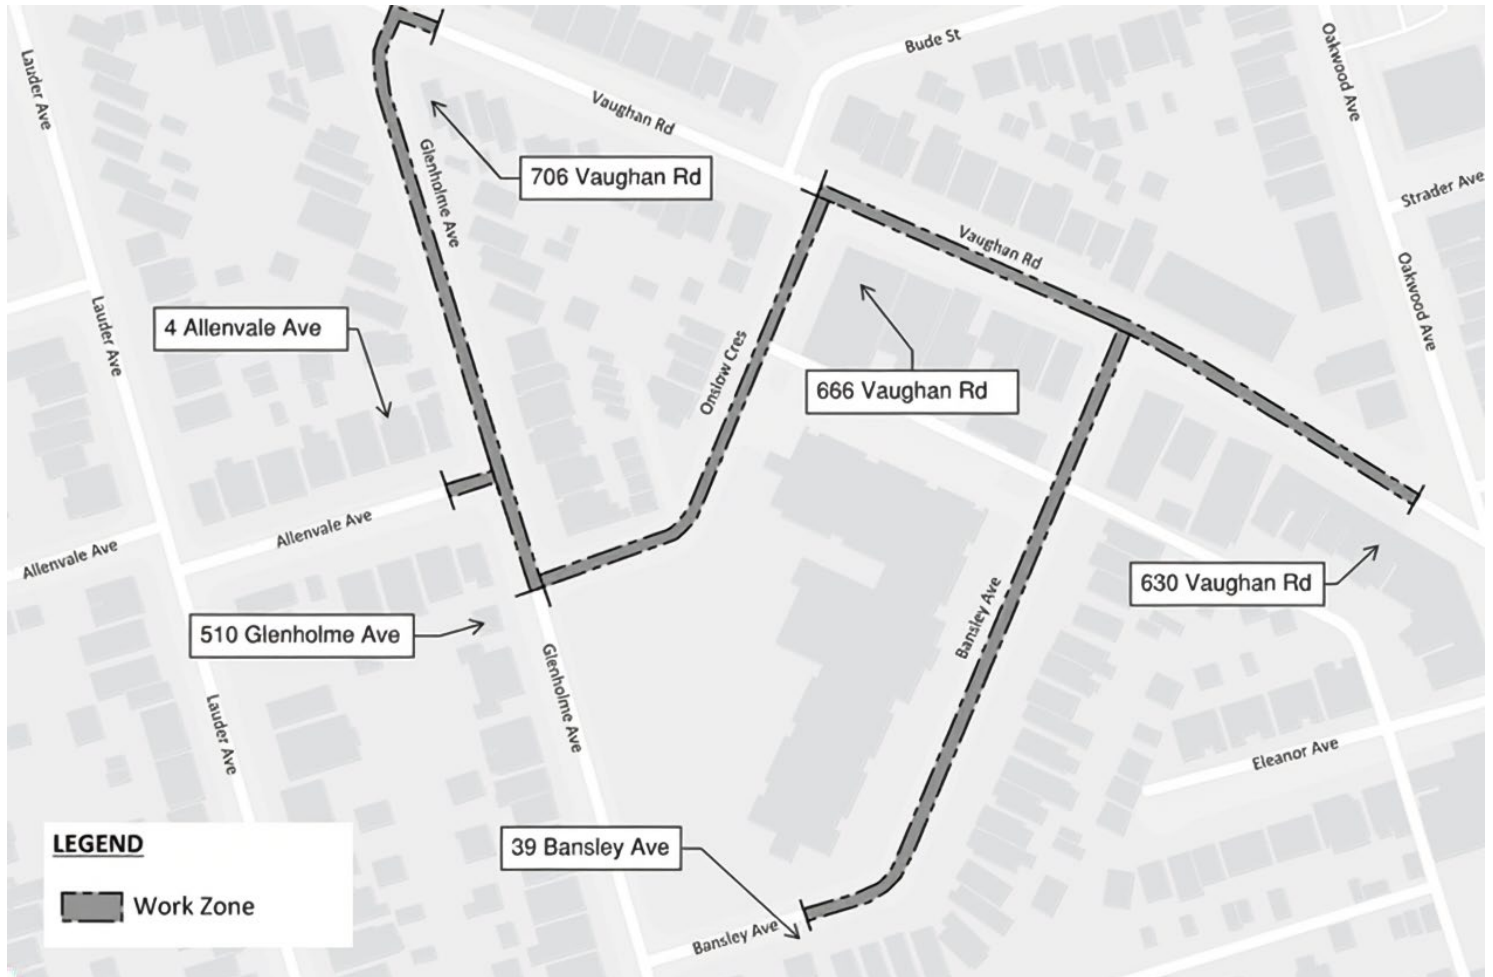 Lauder Ave
Bude St
Oakwood Ave
Vaughan Rd
706 Vaughan Rd
Glenholme Ave
Strader Ave
Vaughan Rd
Oakwood Ave
Lauder Ave
4 Allenvale Ave
Onslow Cres
666 Vaughan Rd
Allenvale Ave
Allenvale Ave
630 Vaughan Rd
Bansley Ave
510 Glenholme Ave
Glenholme Ave
Lauder Ave
Eleanor Ave
LEGEND
Work Zone
39 Bansley Ave
Bansley Ave